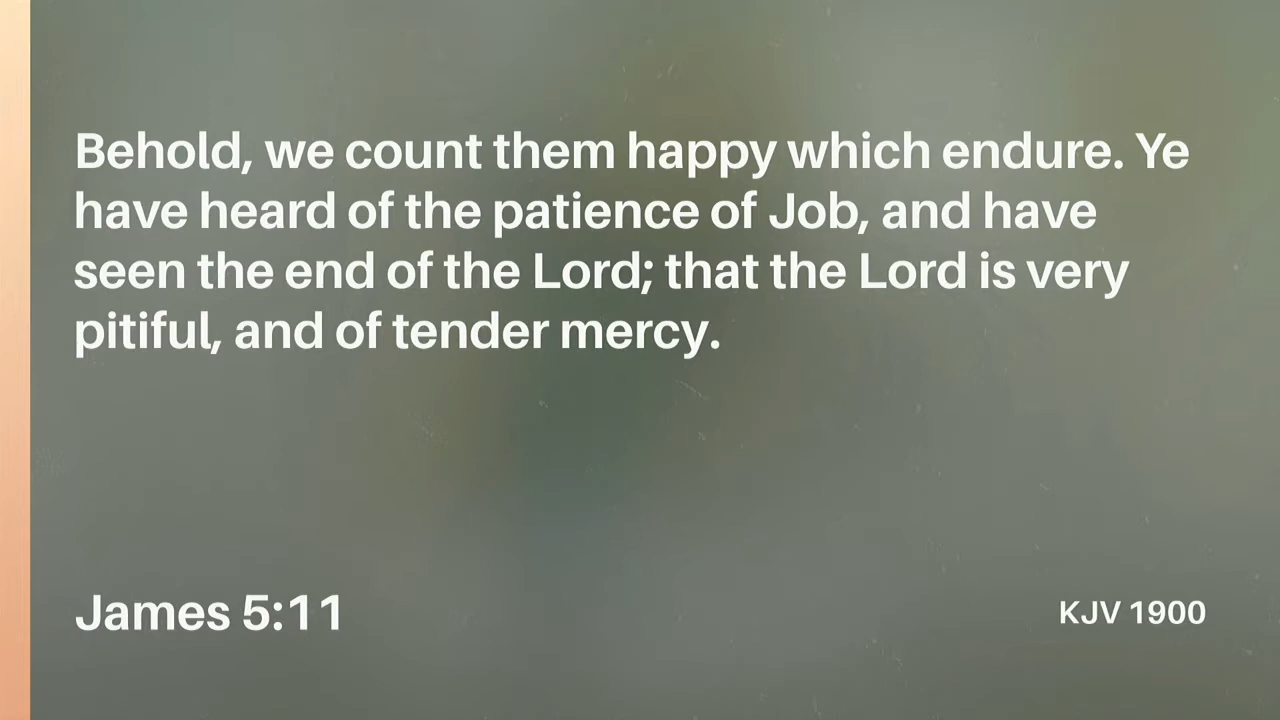 Behold, we count them happy which endure. Ye
have heard of the patience of Job, and have
seen the end of the Lord; that the Lord is very
pitiful, and of tender mercy.
James 5:11
KJV 1900